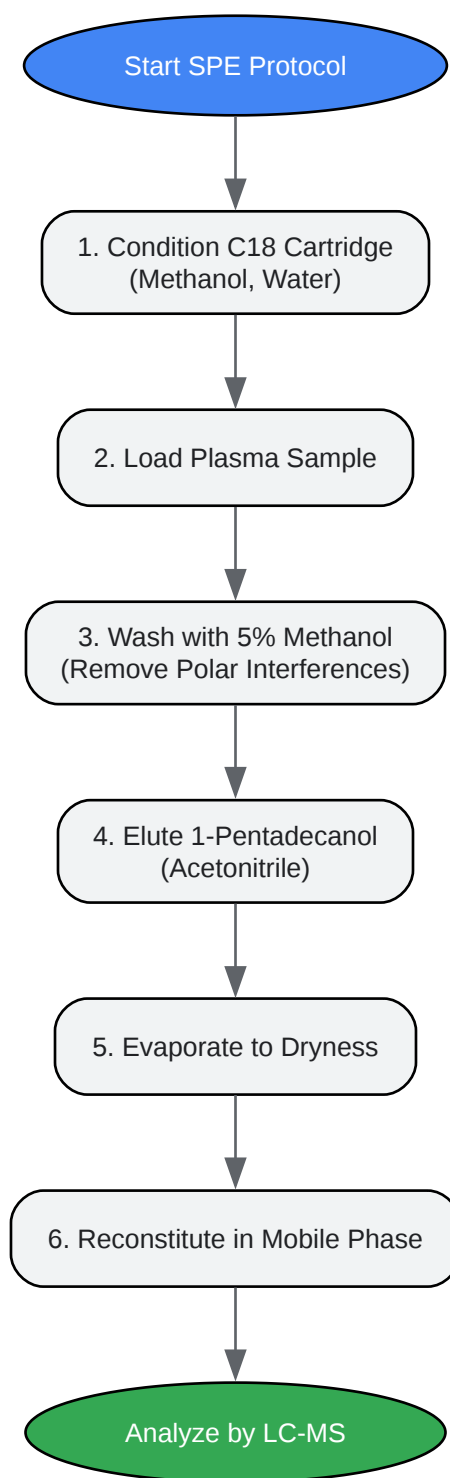 Start SPE Protocol
1. Condition C18 Cartridge
(Methanol, Water)
2. Load Plasma Sample
3. Wash with 5% Methanol
(Remove Polar Interferences)
4. Elute 1-Pentadecanol
(Acetonitrile)
5. Evaporate to Dryness
6. Reconstitute in Mobile Phase
Analyze by LC-MS